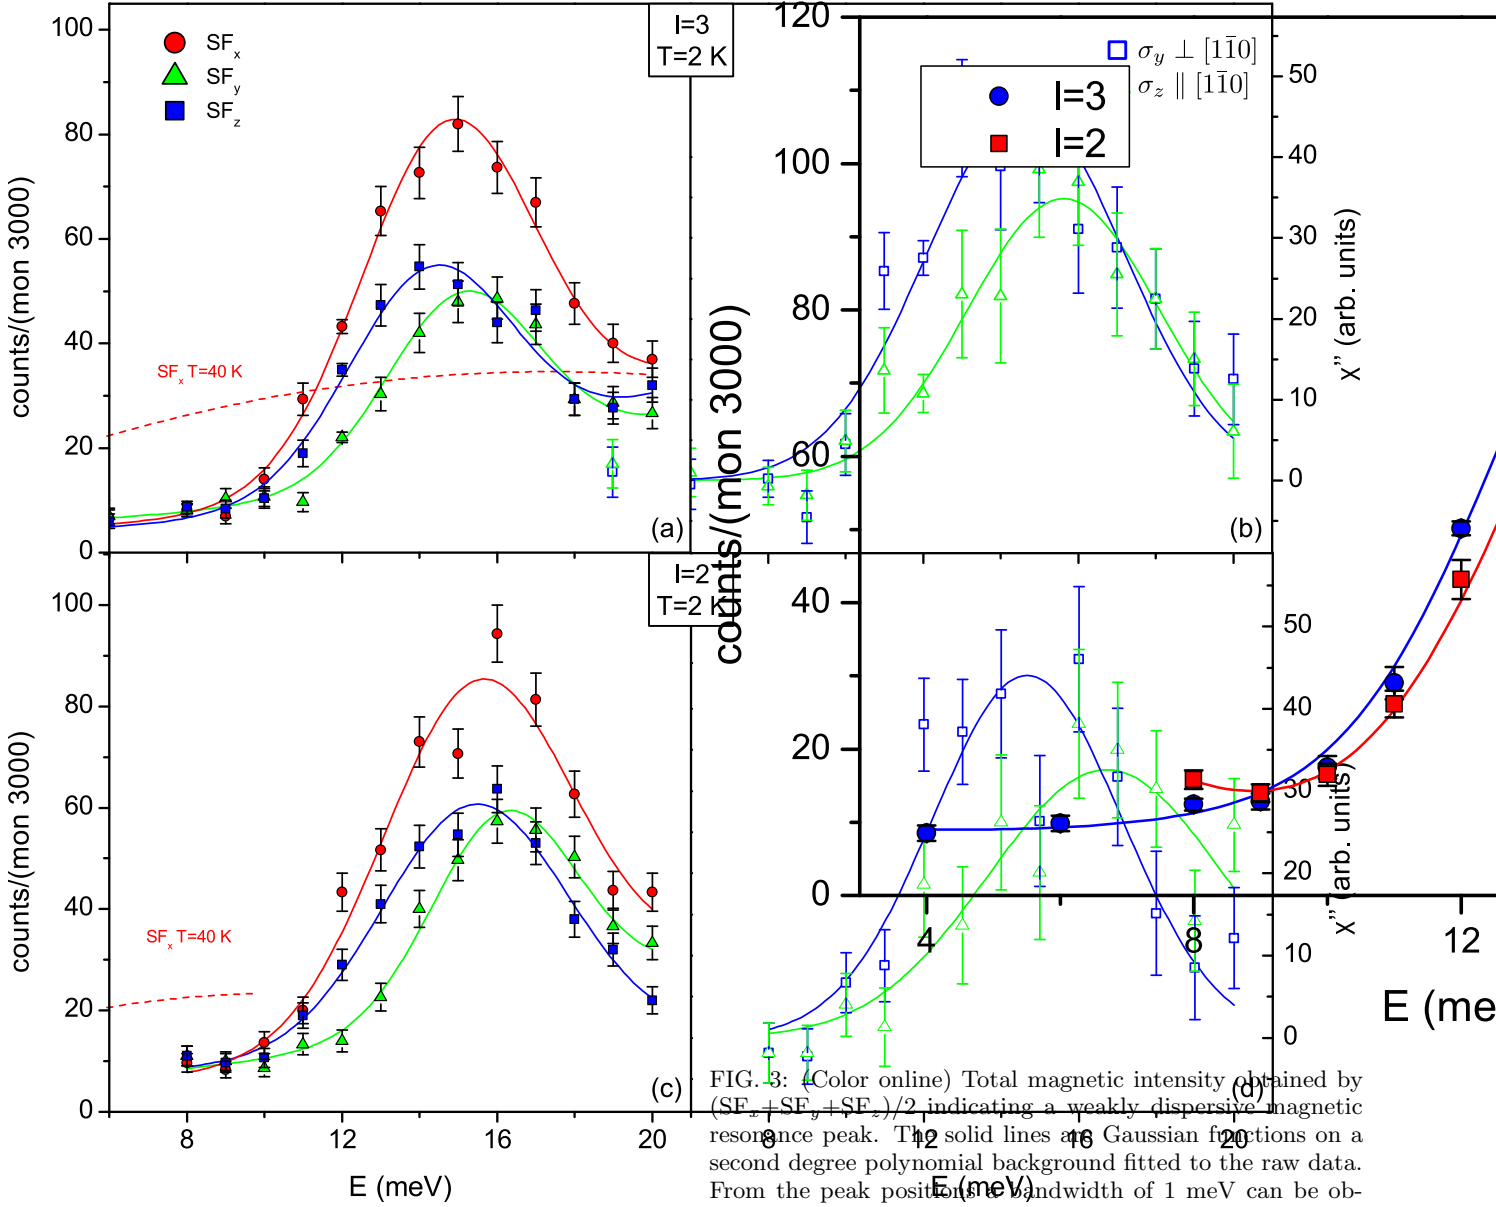 100
80
60
40
20
0
counts/(mon 3000)
SFx
SFy
SFz
SFx T=40 K
l=3
T=2 K
(a)
120
100
80
60
40
20
0
counts/(mon 3000)
σy ⊥ [11̄0]
σz ∥ [11̄0]
l=3
l=2
50
40
30
20
10
0
χ'' (arb. units)
(b)
100
80
60
40
20
0
counts/(mon 3000)
SFx T=40 K
l=2
T=2 K
(c)
8
12
16
20
E (meV)
50
40
30
20
10
0
χ'' (arb. units)
(d)
4
8
12
E (me
8
12
16
20
E (meV)
FIG. 3: (Color online) Total magnetic intensity obtained by
(SFx+SFy+SFz)/2 indicating a weakly dispersive magnetic
resonance peak. The solid lines are Gaussian functions on a
second degree polynomial background fitted to the raw data.
From the peak positions a bandwidth of 1 meV can be ob-